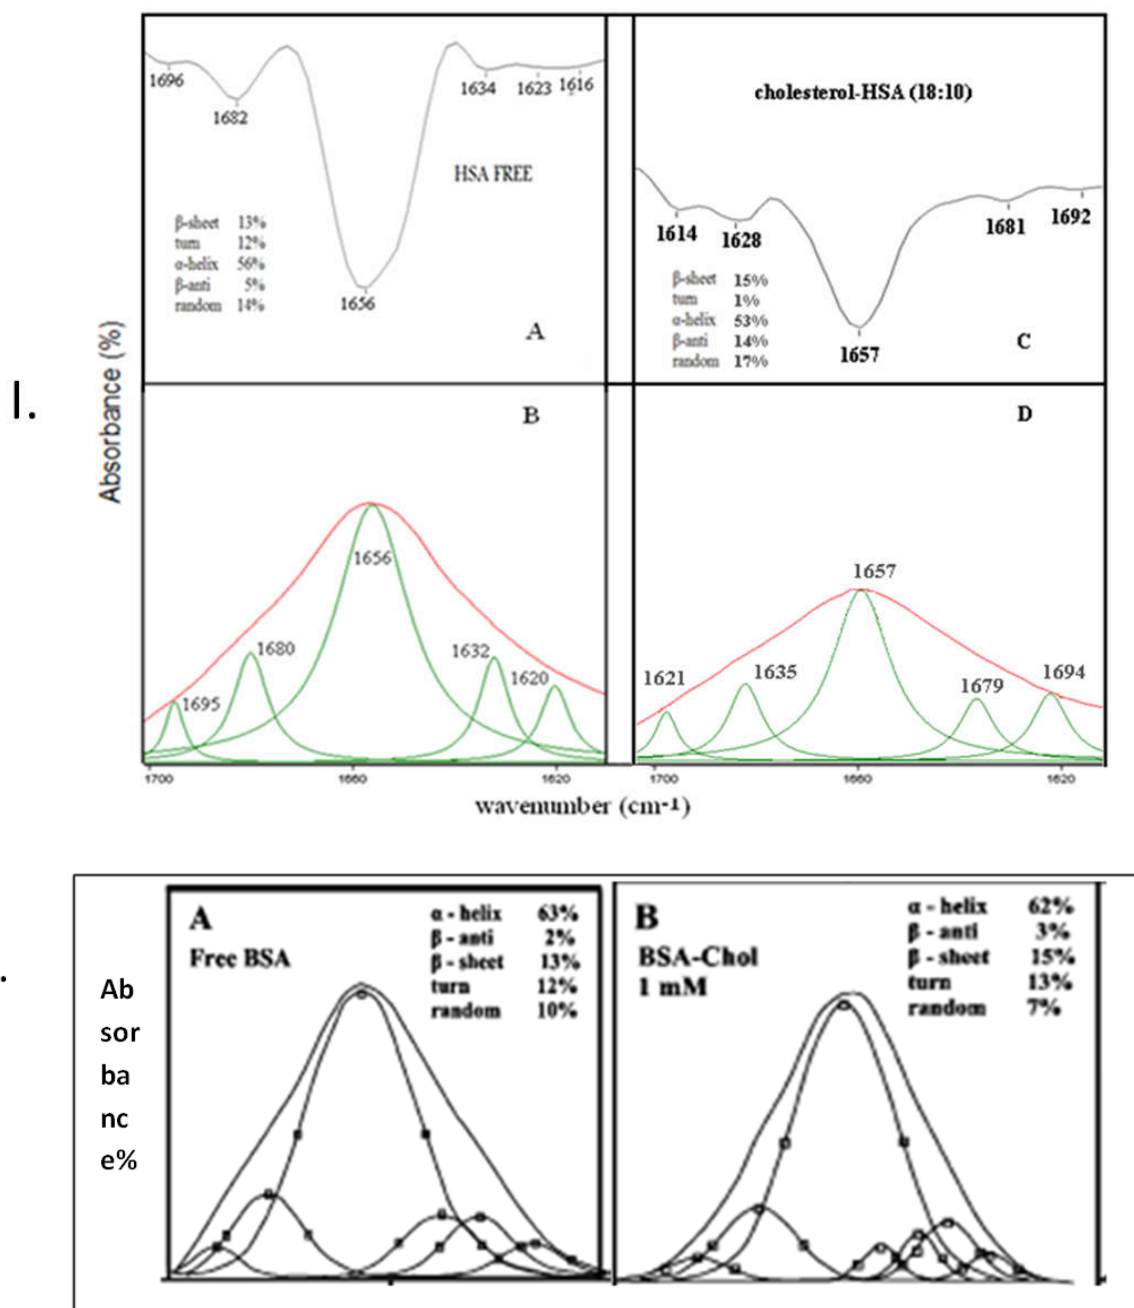 I.
Absorbance (%)
1696
1682
1656
1634
1623
1616
HSA FREE
β-sheet 13%
turn 12%
α-helix 56%
β-anti 5%
random 14%
A
cholesterol-HSA (18:10)
1614
1628
1657
1681
1692
β-sheet 15%
turn 1%
α-helix 53%
β-anti 14%
random 17%
C
B
1695
1680
1656
1632
1620
1700
1660
1620
D
1621
1635
1657
1679
1694
1700
1660
1620
wavenumber (cm-1)
.
Ab
sor
ba
nc
e%
A
Free BSA
α - helix 63%
β - anti 2%
β - sheet 13%
turn 12%
random 10%
B
BSA-Chol
1 mM
α - helix 62%
β - anti 3%
β - sheet 15%
turn 13%
random 7%